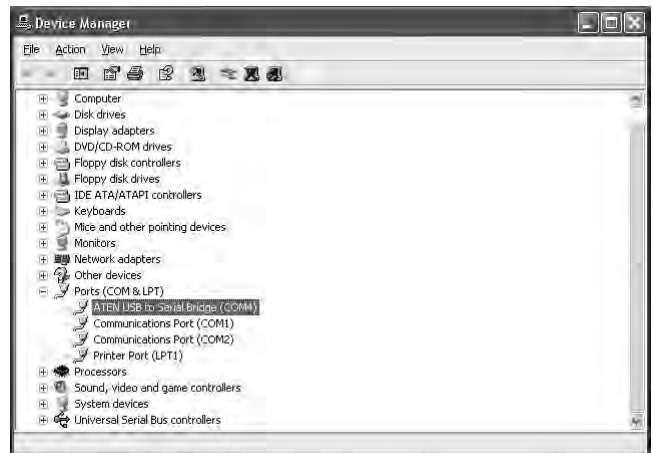 Device Manager
File Action View Help
Computer
Disk drives
Display adapters
DVD/CD-ROM drives
Floppy disk controllers
Floppy disk drives
IDE ATA/ATAPI controllers
Keyboards
Mice and other pointing devices
Monitors
Network adapters
Other devices
Ports (COM & LPT)
ATEN USB to Serial Bridge (COM4)
Communications Port (COM1)
Communications Port (COM2)
Printer Port (LPT1)
Processors
Sound, video and game controllers
System devices
Universal Serial Bus controllers